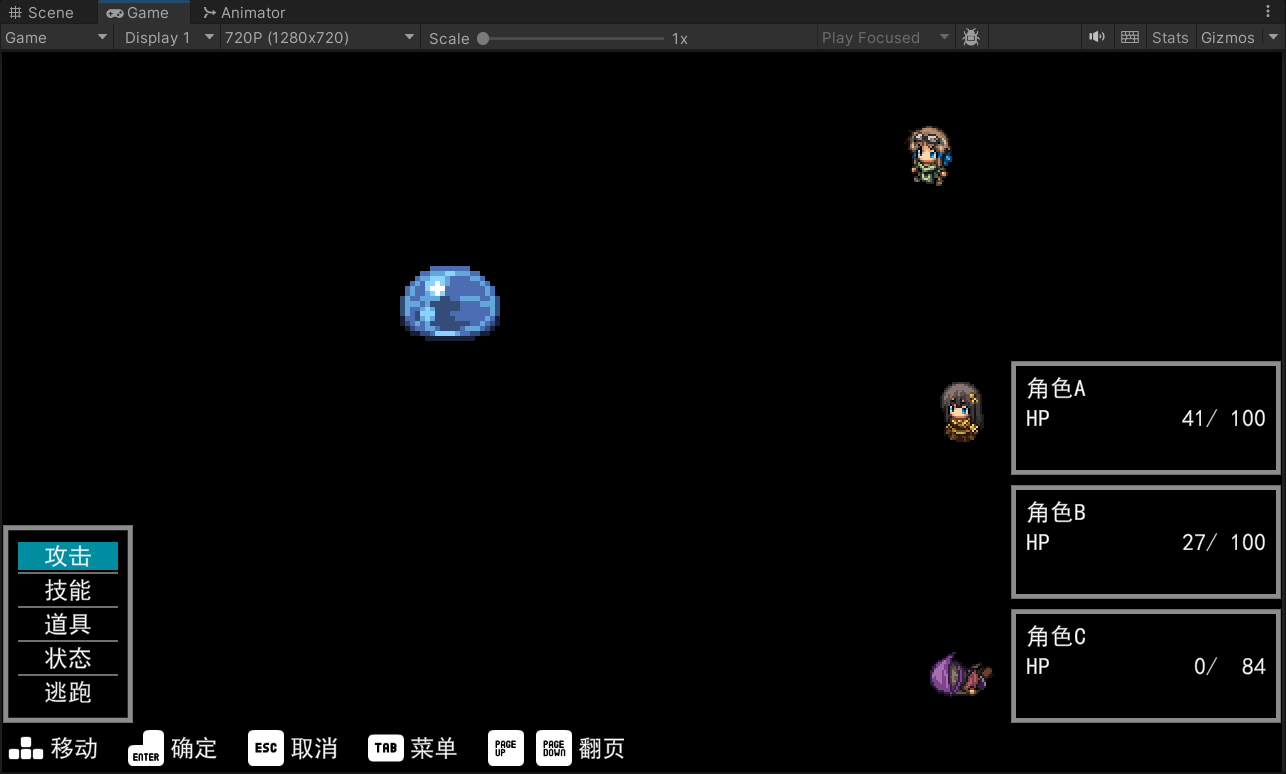 Scene Game Animator
Game Display 1 720P (1280x720) Scale 1x Play Focused Stats Gizmos
角色A
HP 41/ 100
角色B
HP 27/ 100
角色C
HP 0/ 84
攻击
技能
道具
状态
逃跑
移动 ENTER 确定 ESC 取消 TAB 菜单 PAGE UP PAGE DOWN 翻页